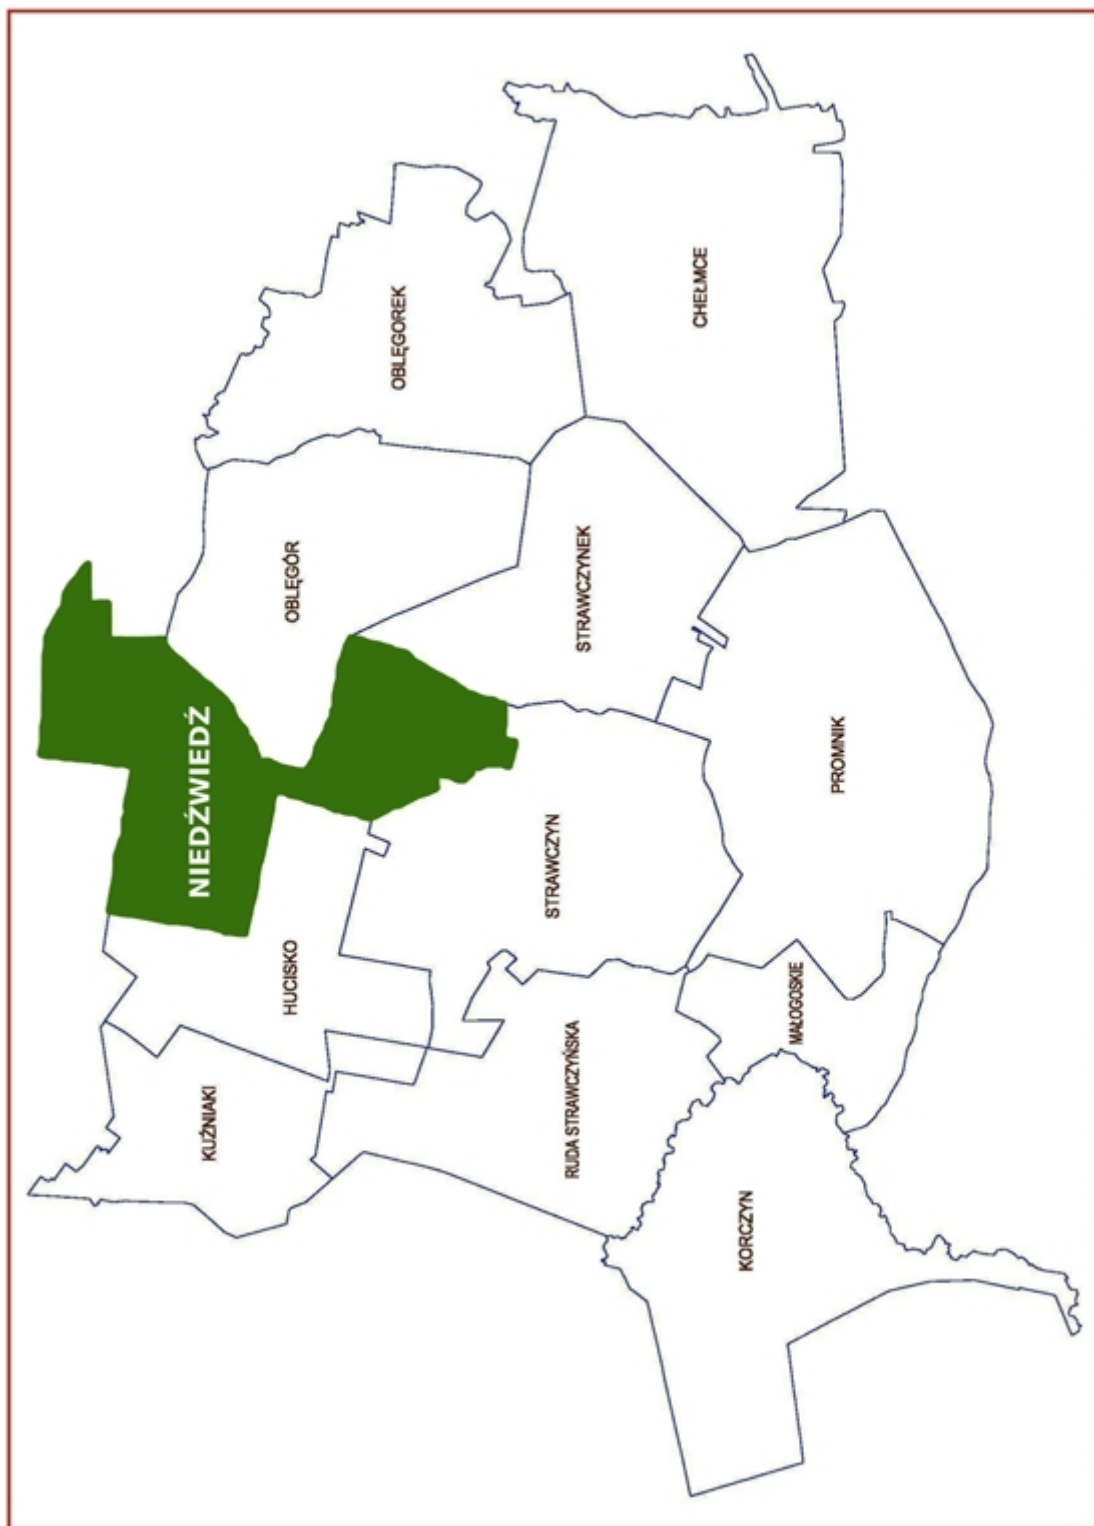 KUŹNIAKI
HUCISKO
NIEDŹWIEDŹ
OBLĘGÓR
OBLĘGOREK
RUDA STRAWCZYŃSKA
STRAWCZYN
STRAWCZYNEK
CHEŁMCE
KORCZYN
MAŁOGOSKIE
PROMNIK